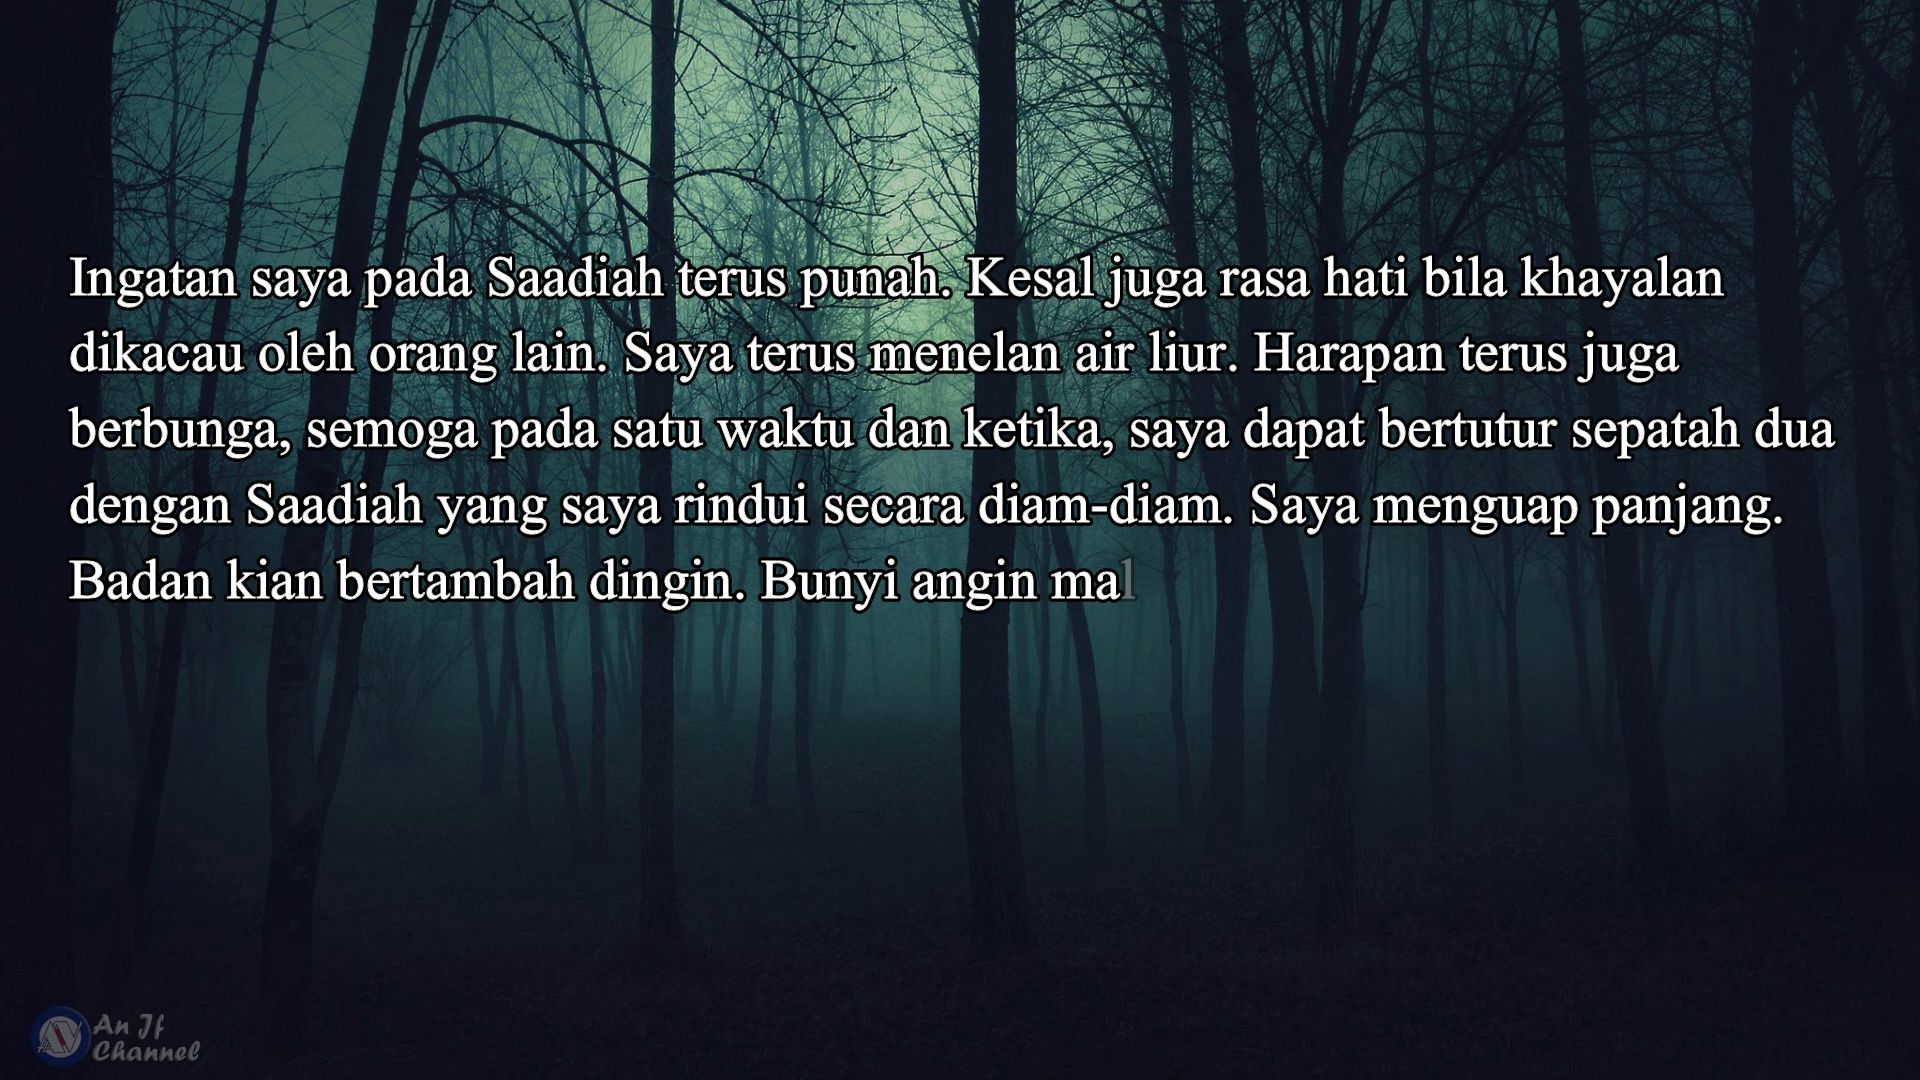 Ingatan saya pada Saadiah terus punah. Kesal juga rasa hati bila khayalan
dikacau oleh orang lain. Saya terus menelan air liur. Harapan terus juga
berbunga, semoga pada satu waktu dan ketika, saya dapat bertutur sepatah dua
dengan Saadiah yang saya rindui secara diam-diam. Saya menguap panjang.
Badan kian bertambah dingin. Bunyi angin mal
An If
Channel